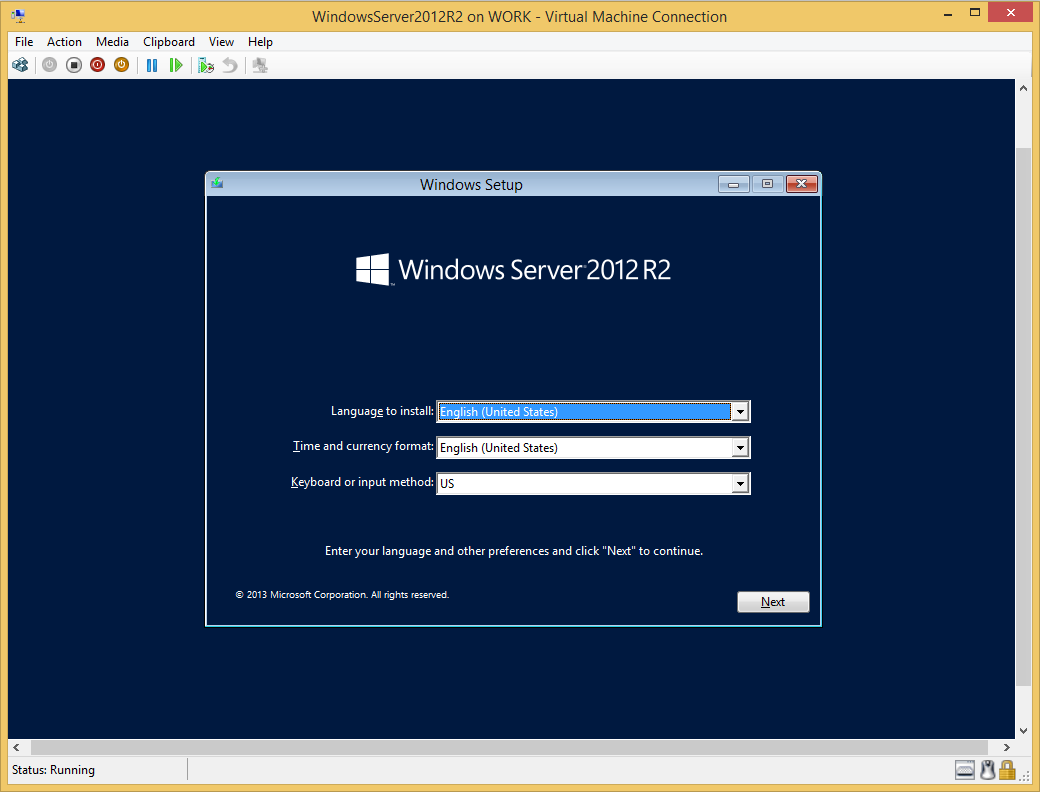 WindowsServer2012R2 on WORK - Virtual Machine Connection
File Action Media Clipboard View Help
Windows Setup
Windows Server 2012 R2
Language to install: English (United States)
Time and currency format: English (United States)
Keyboard or input method: US
Enter your language and other preferences and click "Next" to continue.
© 2013 Microsoft Corporation. All rights reserved.
Next
Status: Running